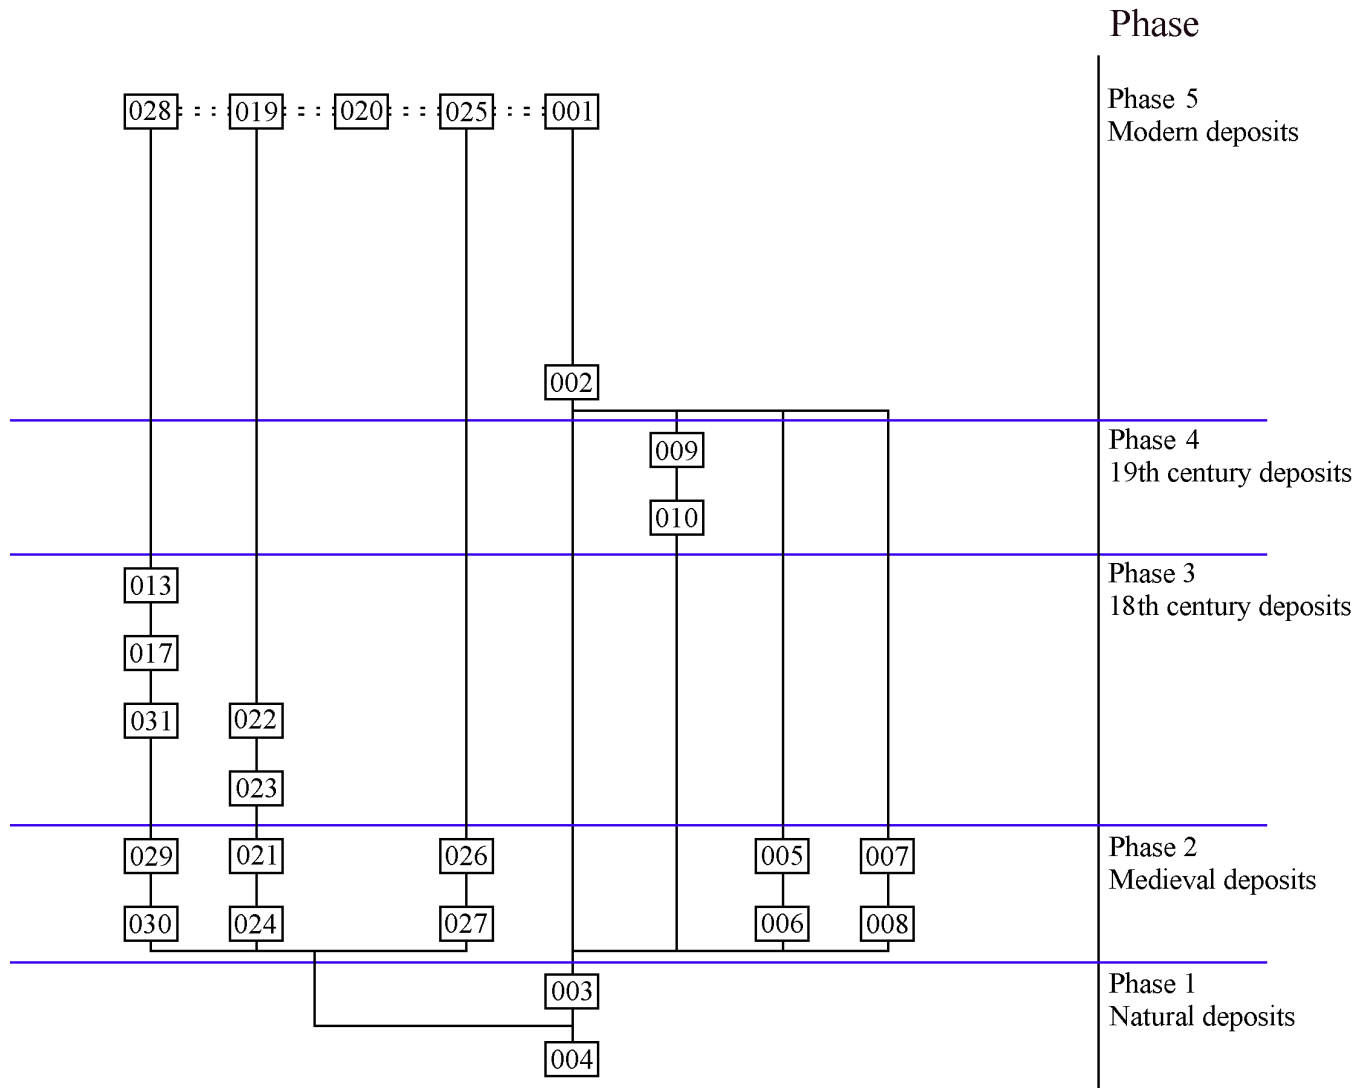 Phase
028 019 020 025 001
Phase 5
Modern deposits
002
Phase 4
009
19th century deposits
010
Phase 3
013
18th century deposits
017
031 022
023
Phase 2
029 021 026 005 007
Medieval deposits
030 024 027 006 008
Phase 1
003
Natural deposits
004